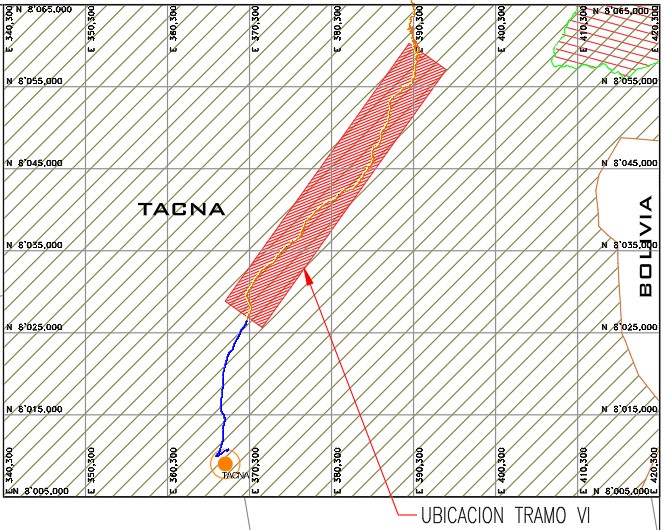 N 8'065,000
N 8'065,000
E 340,300
E 350,300
E 360,300
E 370,300
E 380,300
E 390,300
E 400,300
E 410,300
E 420,300
N 8'055,000
N 8'055,000
N 8'045,000
N 8'045,000
TACNA
BOLIVIA
N 8'035,000
N 8'035,000
N 8'025,000
N 8'025,000
N 8'015,000
N 8'015,000
E 340,300
E 350,300
E 360,300
E 370,300
E 380,300
E 390,300
E 400,300
E 410,300
E 420,300
TACNA
N 8'005,000
N 8'005,000
UBICACION TRAMO VI